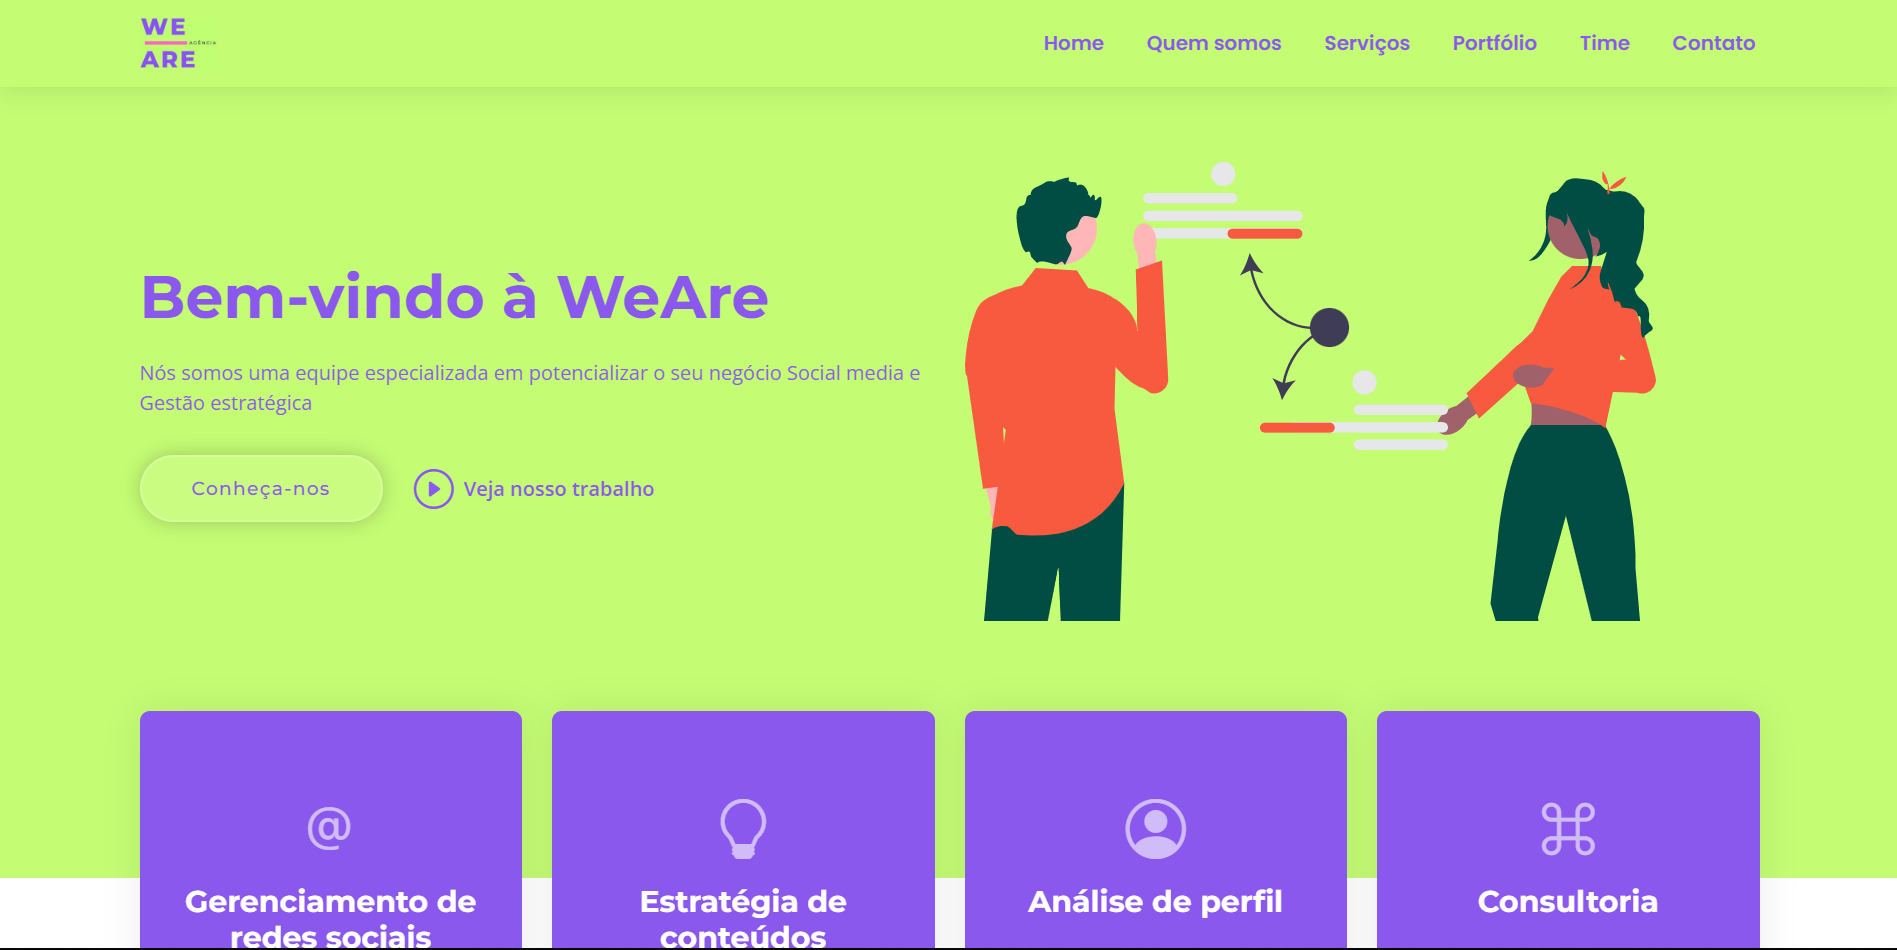 WE
AGÊNCIA
ARE
Home Quem somos Serviços Portfólio Time Contato
Bem-vindo à WeAre
Nós somos uma equipe especializada em potencializar o seu negócio Social media e
Gestão estratégica
Conheça-nos
Veja nosso trabalho
@
Gerenciamento de
redes sociais
Estratégia de
conteúdos
Análise de perfil
Consultoria